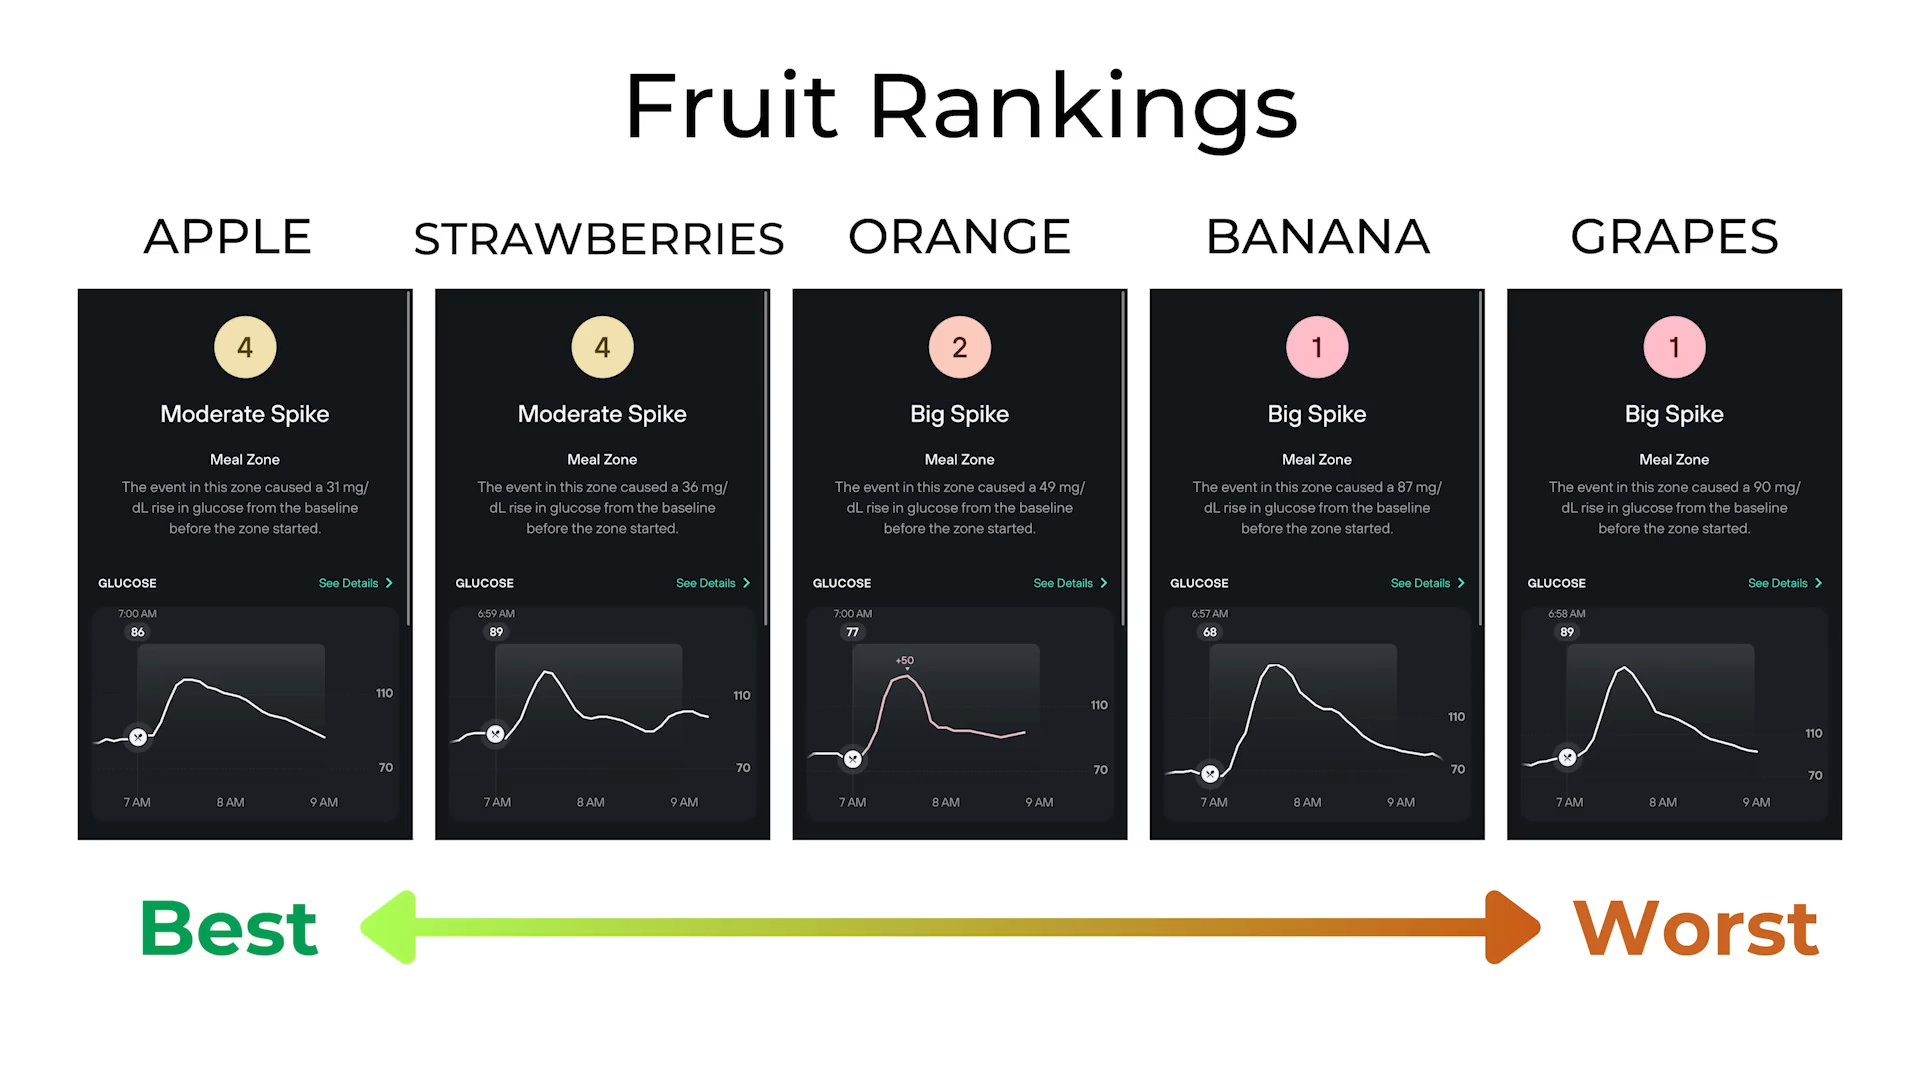 Fruit Rankings
APPLE
4
Moderate Spike
Meal Zone
The event in this zone caused a 31 mg/
dL rise in glucose from the baseline
before the zone started.
GLUCOSE
See Details
7:00 AM
86
110
70
7 AM
8 AM
9 AM
STRAWBERRIES
4
Moderate Spike
Meal Zone
The event in this zone caused a 36 mg/
dL rise in glucose from the baseline
before the zone started.
GLUCOSE
See Details
6:59 AM
89
110
70
7 AM
8 AM
9 AM
ORANGE
2
Big Spike
Meal Zone
The event in this zone caused a 49 mg/
dL rise in glucose from the baseline
before the zone started.
GLUCOSE
See Details
7:00 AM
77
+50
110
70
7 AM
8 AM
9 AM
BANANA
1
Big Spike
Meal Zone
The event in this zone caused a 87 mg/
dL rise in glucose from the baseline
before the zone started.
GLUCOSE
See Details
6:57 AM
68
110
70
7 AM
8 AM
9 AM
GRAPES
1
Big Spike
Meal Zone
The event in this zone caused a 90 mg/
dL rise in glucose from the baseline
before the zone started.
GLUCOSE
See Details
6:58 AM
89
110
70
7 AM
8 AM
9 AM
Best
Worst